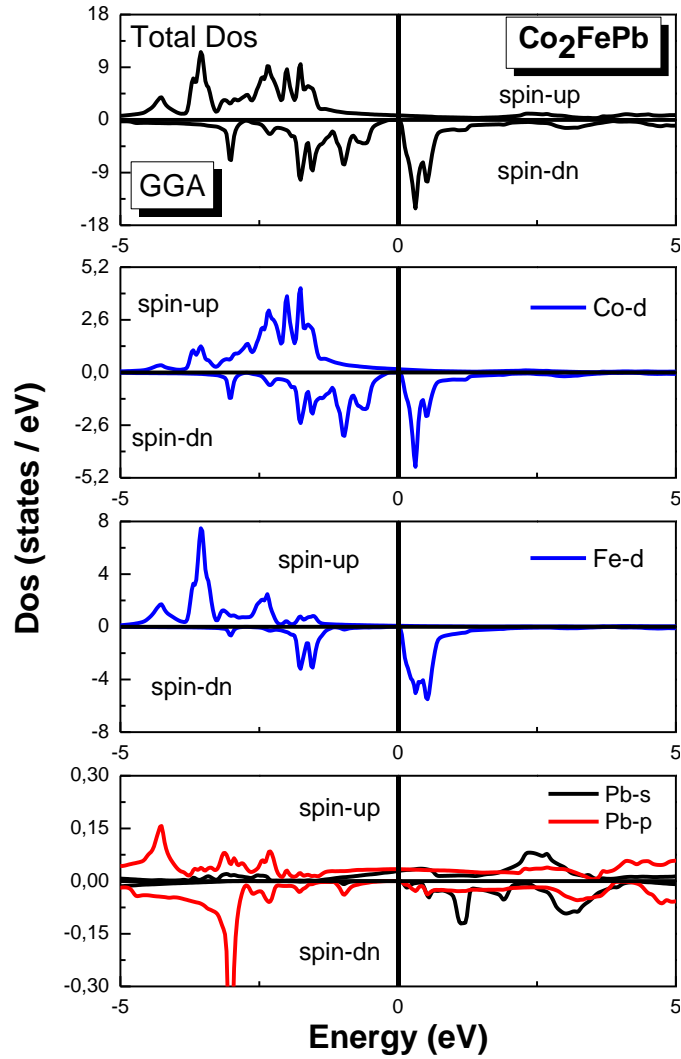 Dos (states / eV)
18
9
0
-9
-18
Total Dos
Co2FePb
spin-up
spin-dn
GGA
-5
0
5
5,2
2,6
0,0
-2,6
-5,2
spin-up
Co-d
spin-dn
-5
0
5
8
4
0
-4
-8
spin-up
Fe-d
spin-dn
-5
0
5
0,30
0,15
0,00
-0,15
-0,30
spin-up
Pb-s
Pb-p
spin-dn
-5
0
5
Energy (eV)